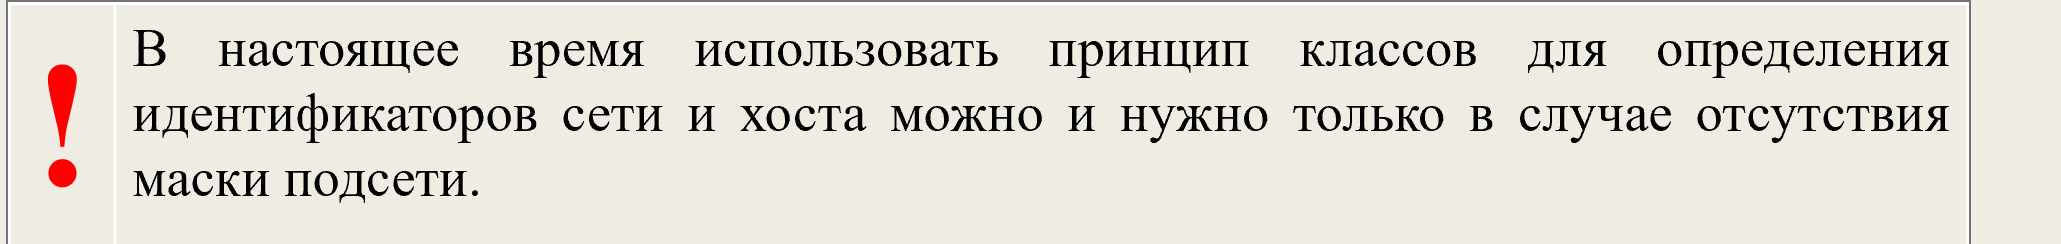 ! В настоящее время использовать принцип классов для определения
идентификаторов сети и хоста можно и нужно только в случае отсутствия
маски подсети.